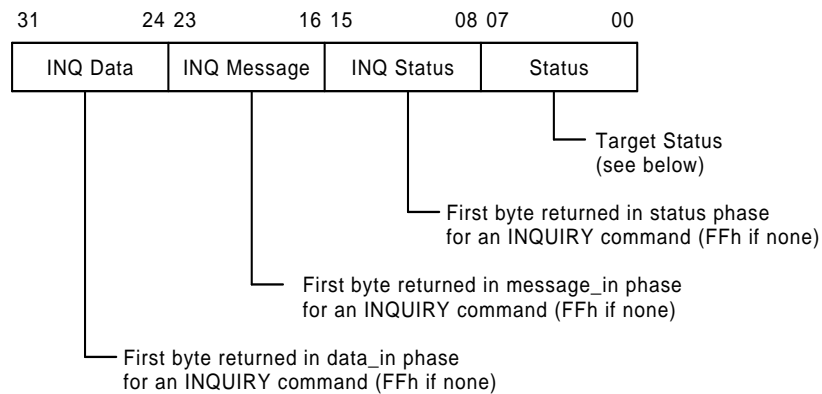 31 24 23 16 15 08 07 00
INQ Data INQ Message INQ Status Status
Target Status
(see below)
First byte returned in status phase
for an INQUIRY command (FFh if none)
First byte returned in message_in phase
for an INQUIRY command (FFh if none)
First byte returned in data_in phase
for an INQUIRY command (FFh if none)